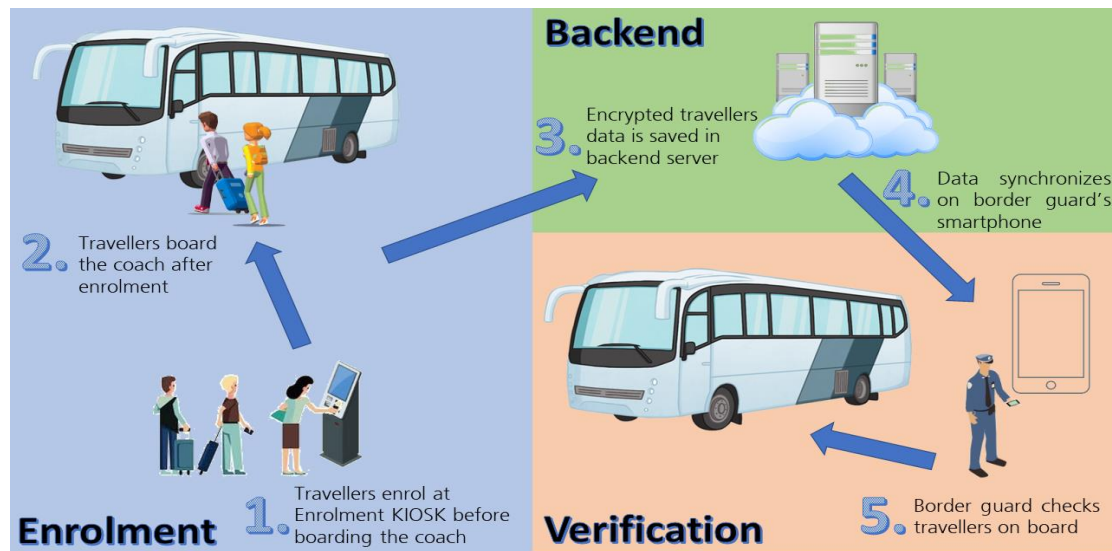 Enrolment
1. Travellers enrol at
Enrolment KIOSK before
boarding the coach
2. Travellers board
the coach after
enrolment
Backend
3. Encrypted travellers
data is saved in
backend server
4. Data synchronizes
on border guard's
smartphone
Verification
5. Border guard checks
travellers on board